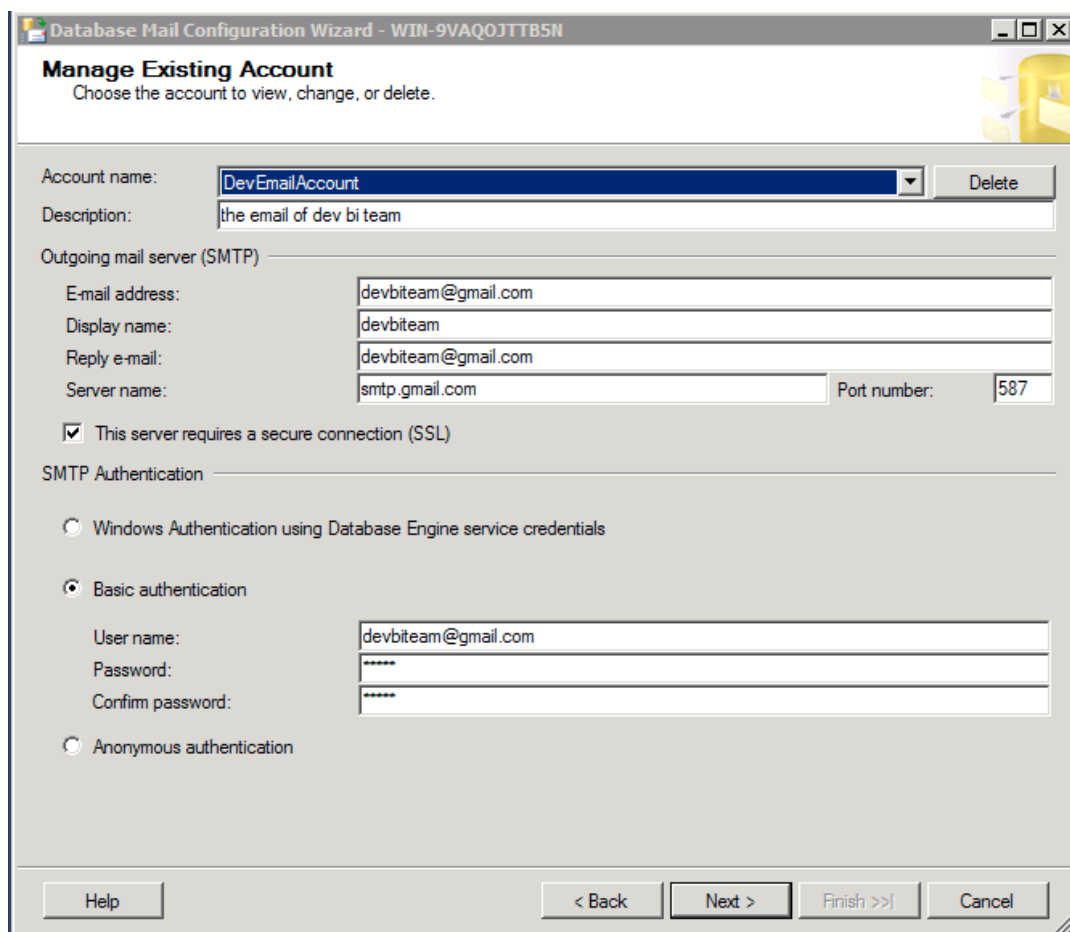 Database Mail Configuration Wizard - WIN-9VAQOJTTB5N
Manage Existing Account
Choose the account to view, change, or delete.
Account name: DevEmailAccount Delete
Description: the email of dev bi team
Outgoing mail server (SMTP)
E-mail address: devbiteam@gmail.com
Display name: devbiteam
Reply e-mail: devbiteam@gmail.com
Server name: smtp.gmail.com Port number: 587
This server requires a secure connection (SSL)
SMTP Authentication
Windows Authentication using Database Engine service credentials
Basic authentication
User name: devbiteam@gmail.com
Password: *****
Confirm password: *****
Anonymous authentication
Help < Back Next > Finish >>| Cancel